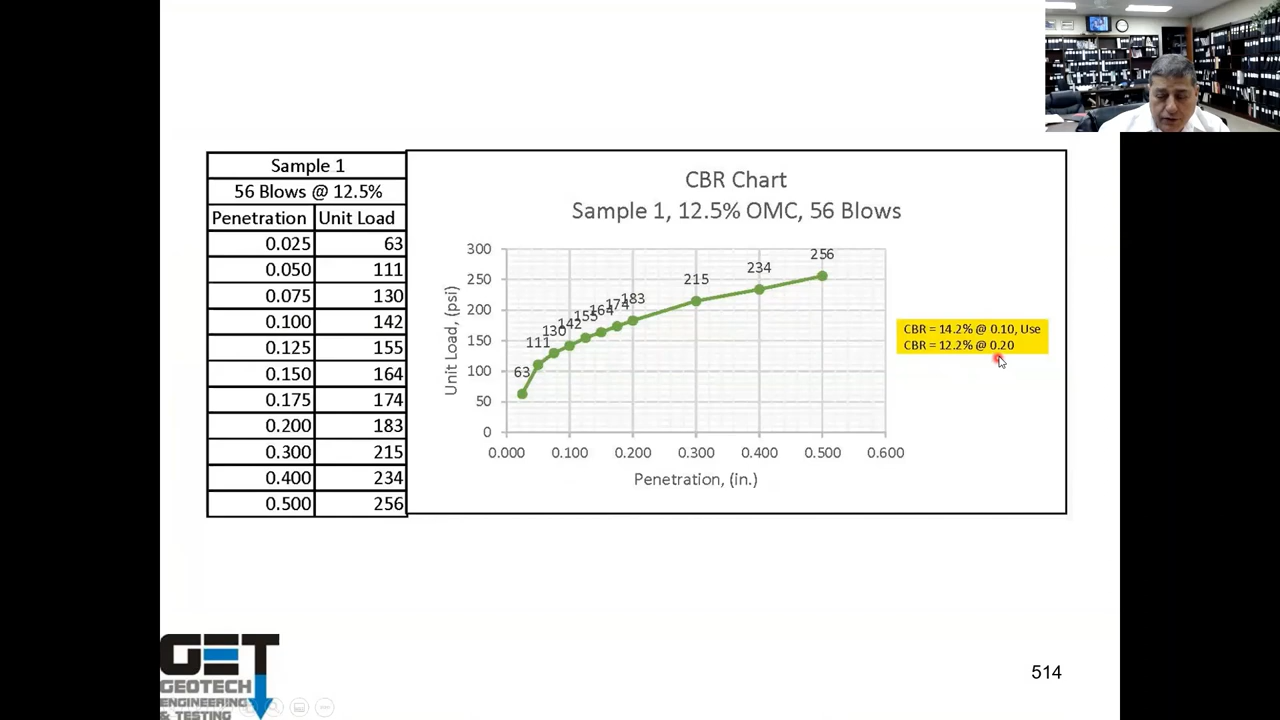 Sample 1
56 Blows @ 12.5%
Penetration Unit Load
0.025 63
0.050 111
0.075 130
0.100 142
0.125 155
0.150 164
0.175 174
0.200 183
0.300 215
0.400 234
0.500 256
CBR Chart
Sample 1, 12.5% OMC, 56 Blows
Unit Load, (psi)
300
250
200
150
100
50
0
63
111
130
142
155
164
174
183
215
234
256
0.000 0.100 0.200 0.300 0.400 0.500 0.600
Penetration, (in.)
CBR = 14.2% @ 0.10, Use
CBR = 12.2% @ 0.20
GET
GEOTECH
ENGINEERING
& TESTING
514